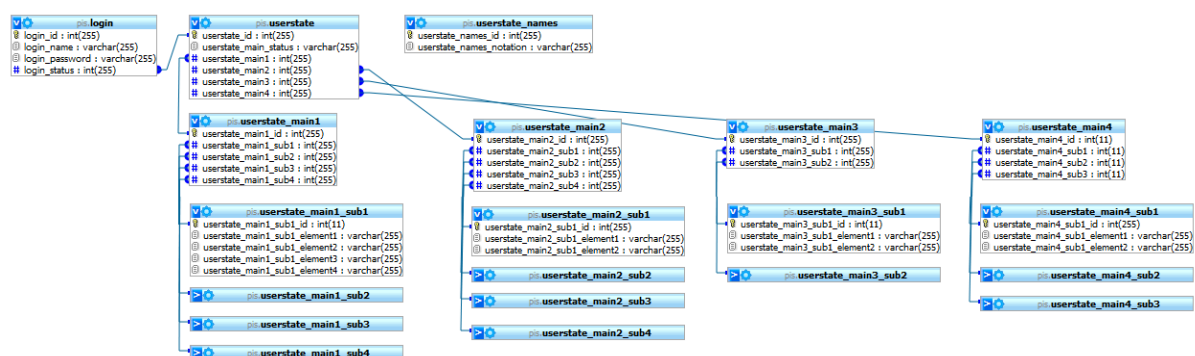 pis.login
login_id : int(255)
login_name : varchar(255)
login_password : varchar(255)
login_status : int(255)
pis.userstate
userstate_id : int(255)
userstate_main_status : varchar(255)
userstate_main1 : int(255)
userstate_main2 : int(255)
userstate_main3 : int(255)
userstate_main4 : int(255)
pis.userstate_names
userstate_names_id : int(255)
userstate_names_notation : varchar(255)
pis.userstate_main1
userstate_main1_id : int(255)
userstate_main1_sub1 : int(255)
userstate_main1_sub2 : int(255)
userstate_main1_sub3 : int(255)
userstate_main1_sub4 : int(255)
pis.userstate_main2
userstate_main2_id : int(255)
userstate_main2_sub1 : int(255)
userstate_main2_sub2 : int(255)
userstate_main2_sub3 : int(255)
userstate_main2_sub4 : int(255)
pis.userstate_main3
userstate_main3_id : int(255)
userstate_main3_sub1 : int(255)
userstate_main3_sub2 : int(255)
pis.userstate_main4
userstate_main4_id : int(11)
userstate_main4_sub1 : int(11)
userstate_main4_sub2 : int(11)
userstate_main4_sub3 : int(11)
pis.userstate_main1_sub1
userstate_main1_sub1_id : int(11)
userstate_main1_sub1_element1 : varchar(255)
userstate_main1_sub1_element2 : varchar(255)
userstate_main1_sub1_element3 : varchar(255)
userstate_main1_sub1_element4 : varchar(255)
pis.userstate_main2_sub1
userstate_main2_sub1_id : int(255)
userstate_main2_sub1_element1 : varchar(255)
userstate_main2_sub1_element2 : varchar(255)
pis.userstate_main3_sub1
userstate_main3_sub1_id : int(11)
userstate_main3_sub1_element1 : varchar(255)
userstate_main3_sub1_element2 : varchar(255)
pis.userstate_main4_sub1
userstate_main4_sub1_id : int(255)
userstate_main4_sub1_element1 : varchar(255)
userstate_main4_sub1_element2 : varchar(255)
pis.userstate_main1_sub2
pis.userstate_main2_sub2
pis.userstate_main3_sub2
pis.userstate_main4_sub2
pis.userstate_main1_sub3
pis.userstate_main2_sub3
pis.userstate_main4_sub3
pis.userstate_main1_sub4
pis.userstate_main2_sub4